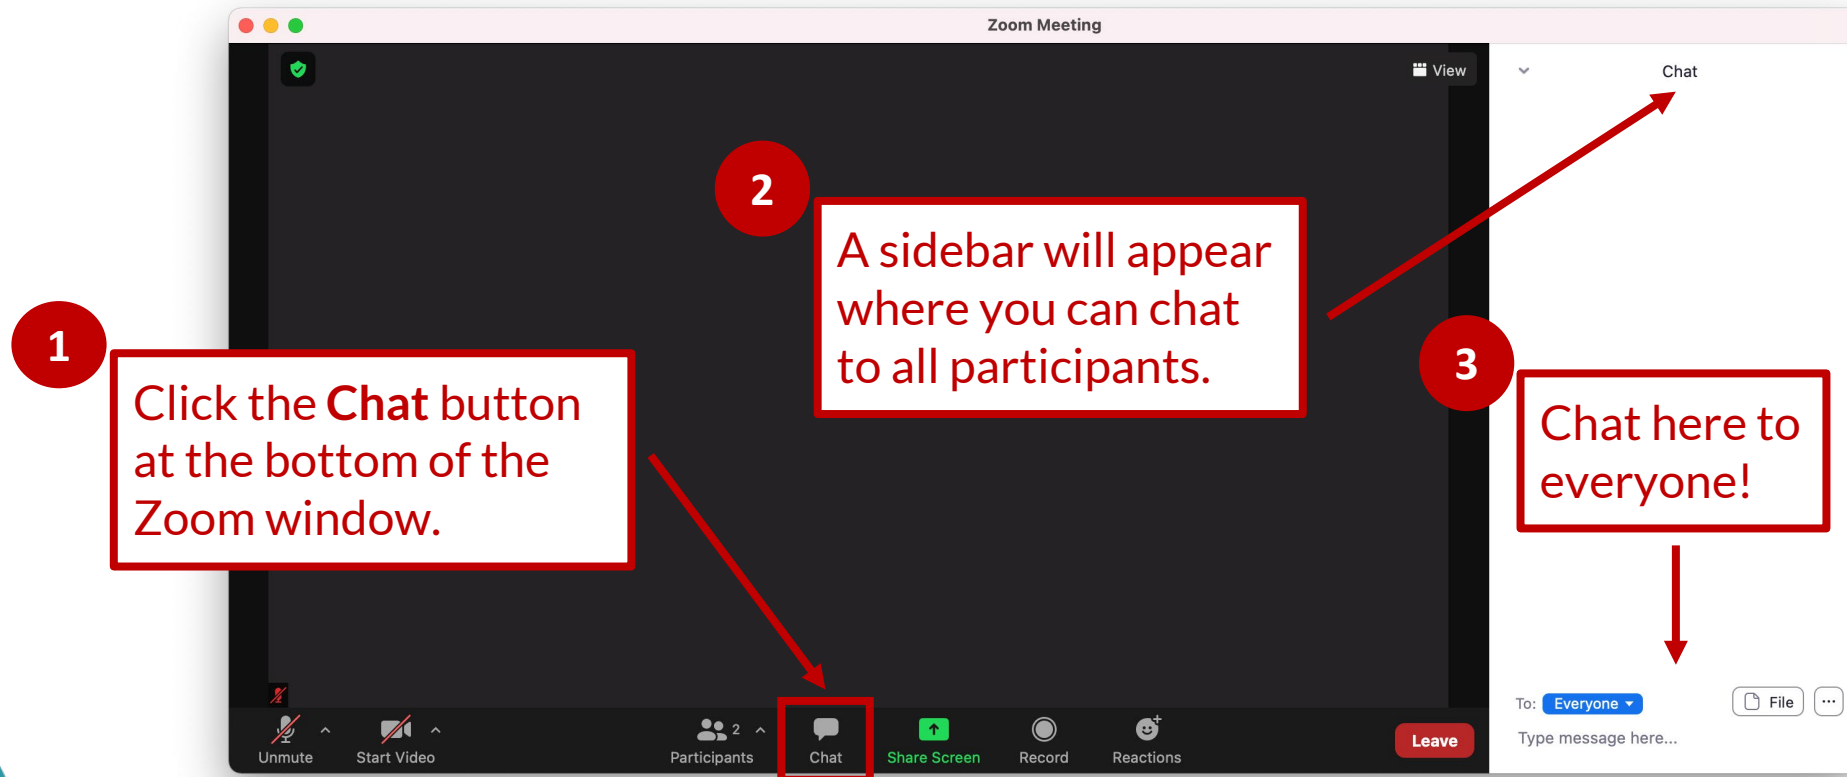 Zoom Meeting
View
Chat
1
Click the Chat button
at the bottom of the
Zoom window.
2
A sidebar will appear
where you can chat
to all participants.
3
Chat here to
everyone!
To: Everyone
File
Type message here...
Unmute
Start Video
2
Participants
Chat
Share Screen
Record
Reactions
Leave